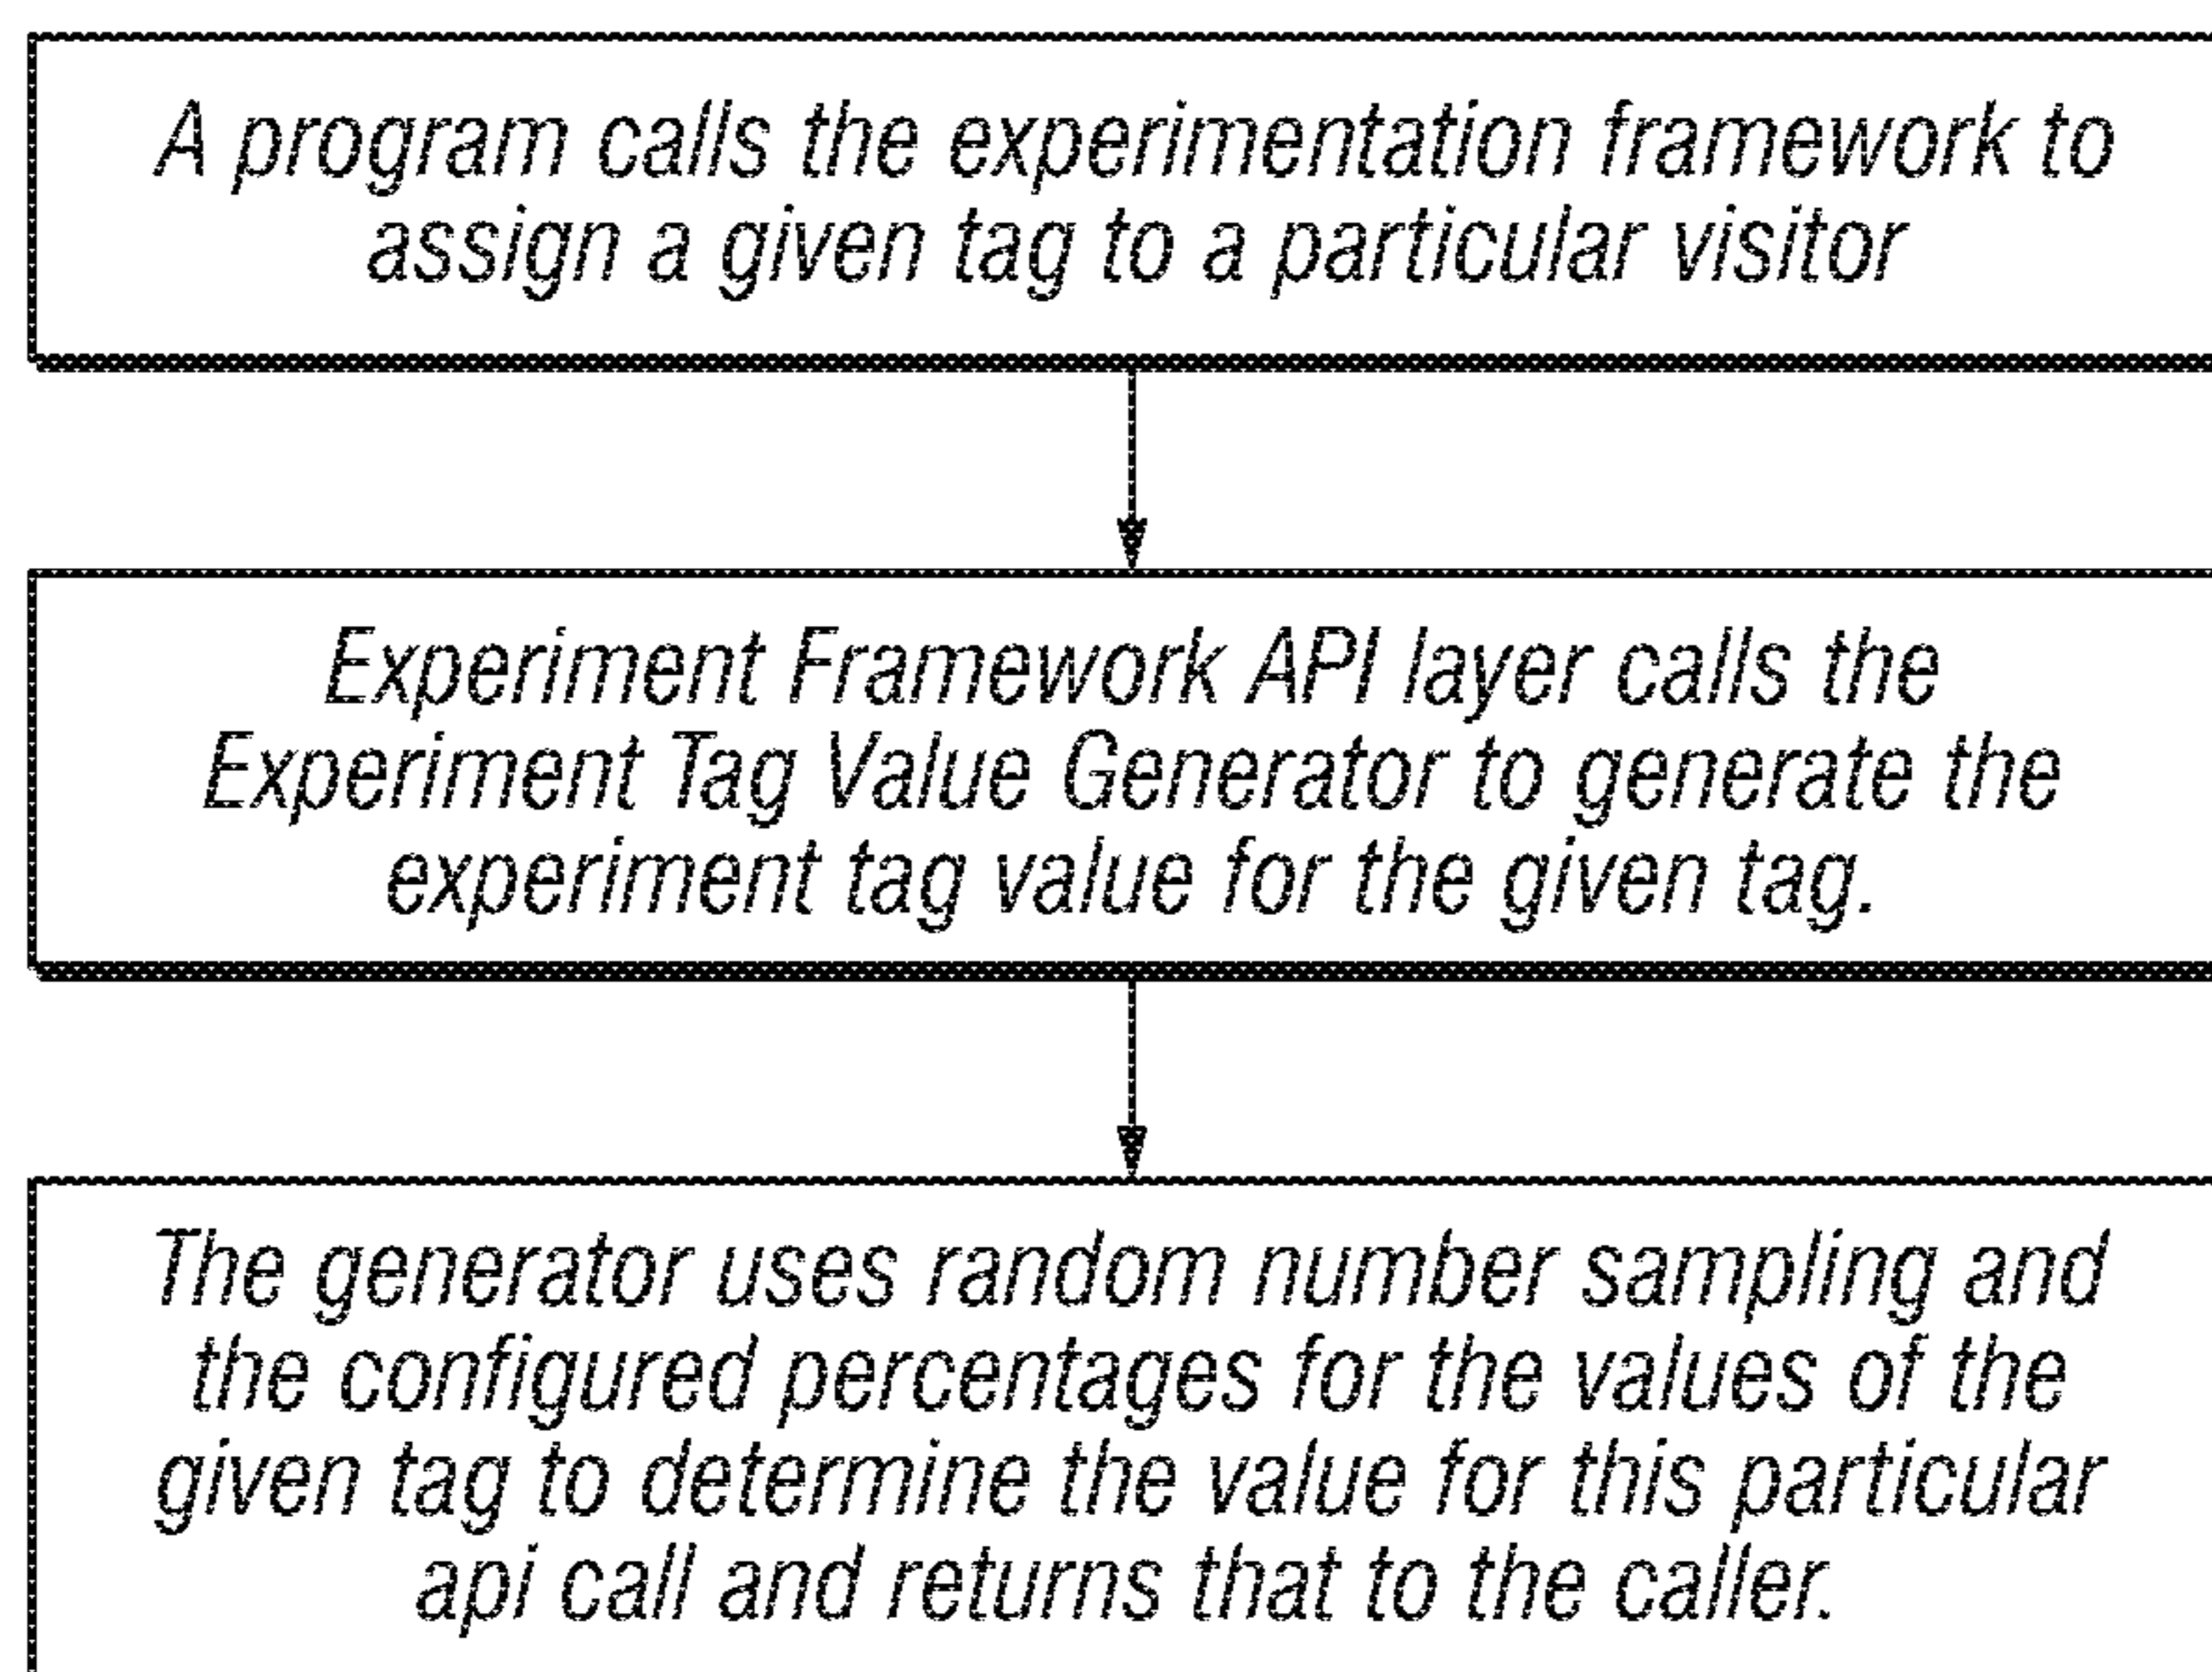 A program calls the experimentation framework to
assign a given tag to a particular visitor
Experiment Framework API layer calls the
Experiment Tag Value Generator to generate the
experiment tag value for the given tag.
The generator uses random number sampling and
the configured percentages for the values of the
given tag to determine the value for this particular
api call and returns that to the caller.